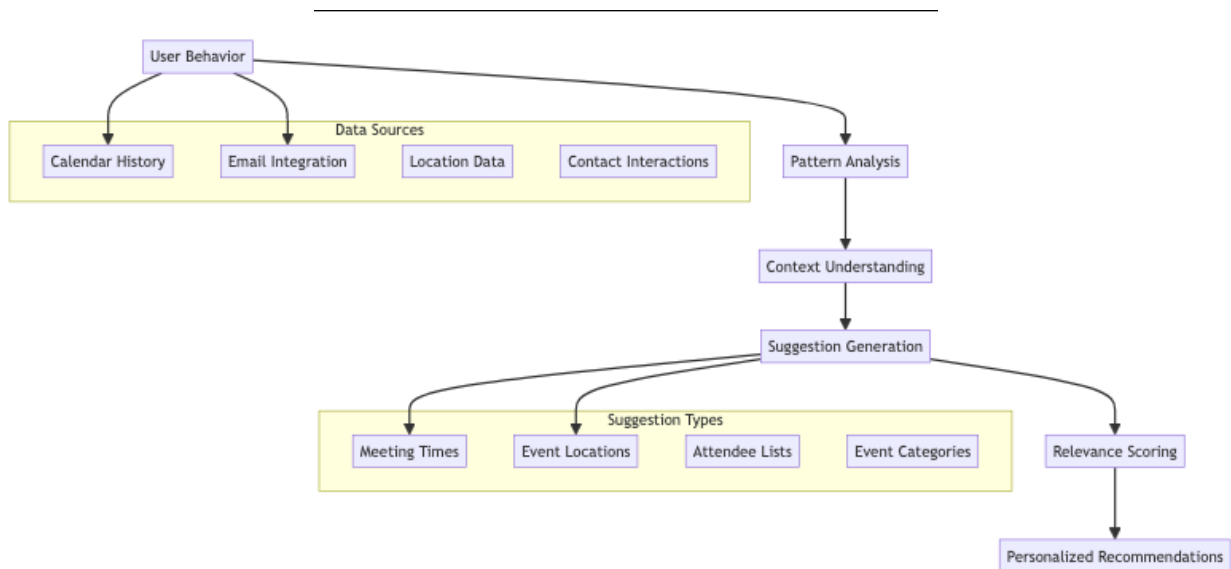 User Behavior
Data Sources
Calendar History
Email Integration
Location Data
Contact Interactions
Pattern Analysis
Context Understanding
Suggestion Generation
Suggestion Types
Meeting Times
Event Locations
Attendee Lists
Event Categories
Relevance Scoring
Personalized Recommendations